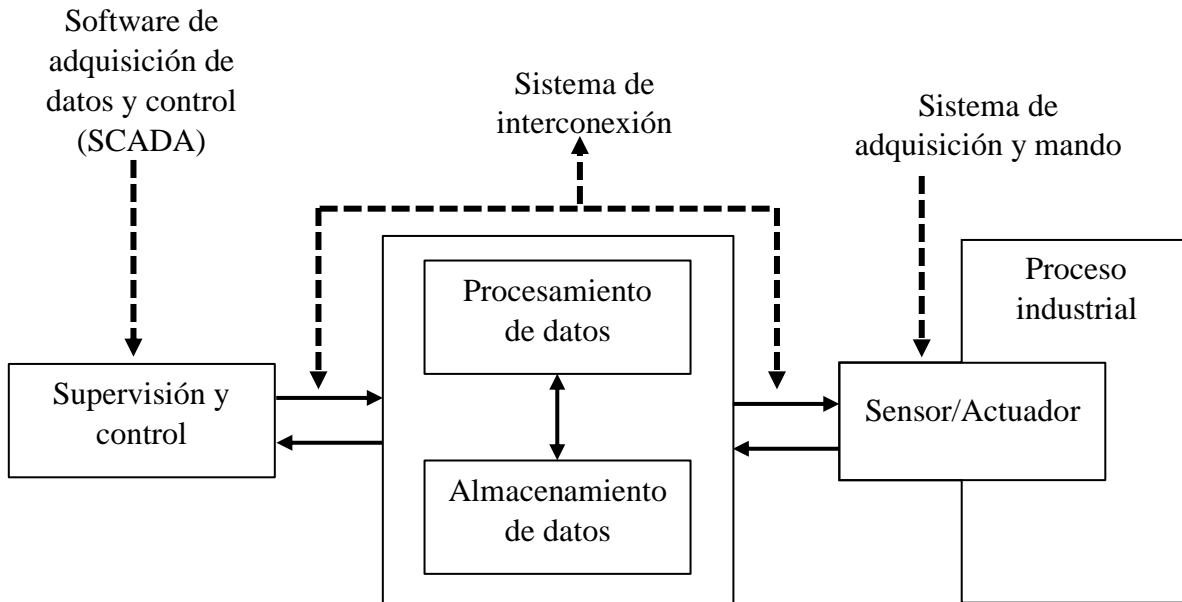 Software de
adquisición de
datos y control
(SCADA)
Sistema de
interconexión
Sistema de
adquisición y mando
Procesamiento
de datos
Proceso
industrial
Supervisión y
control
Sensor/Actuador
Almacenamiento
de datos